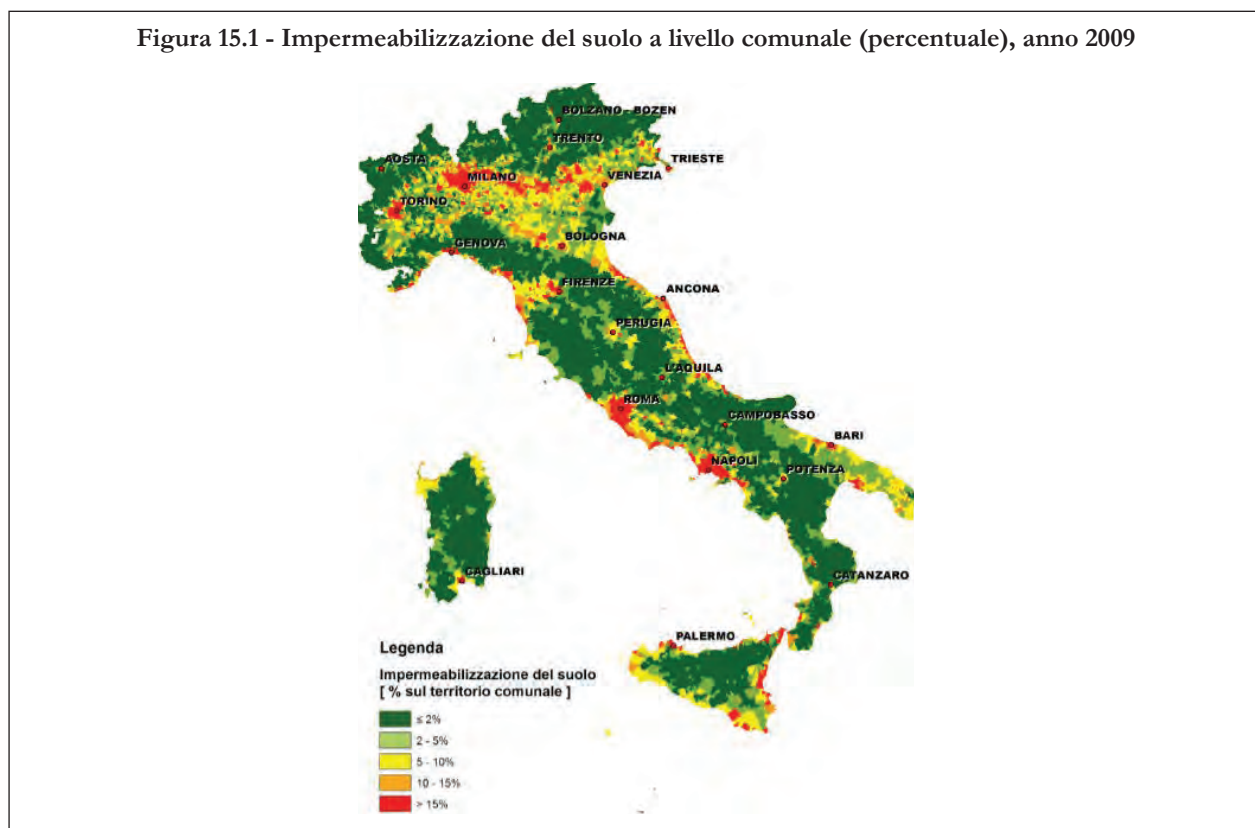 Figura 15.1 - Impermeabilizzazione del suolo a livello comunale (percentuale), anno 2009
BOLZANO - BOZEN
TRENTO
AOSTA
TRIESTE
MILANO
VENEZIA
TORINO
BOLOGNA
GENOVA
FIRENZE
ANCONA
PERUGIA
L'AQUILA
ROMA
CAMPOBASSO
BARI
NAPOLI
POTENZA
CAGLIARI
CATANZARO
PALERMO
Legenda
Impermeabilizzazione del suolo
[ % sul territorio comunale ]
≤ 2%
2 - 5%
5 - 10%
10 - 15%
> 15%